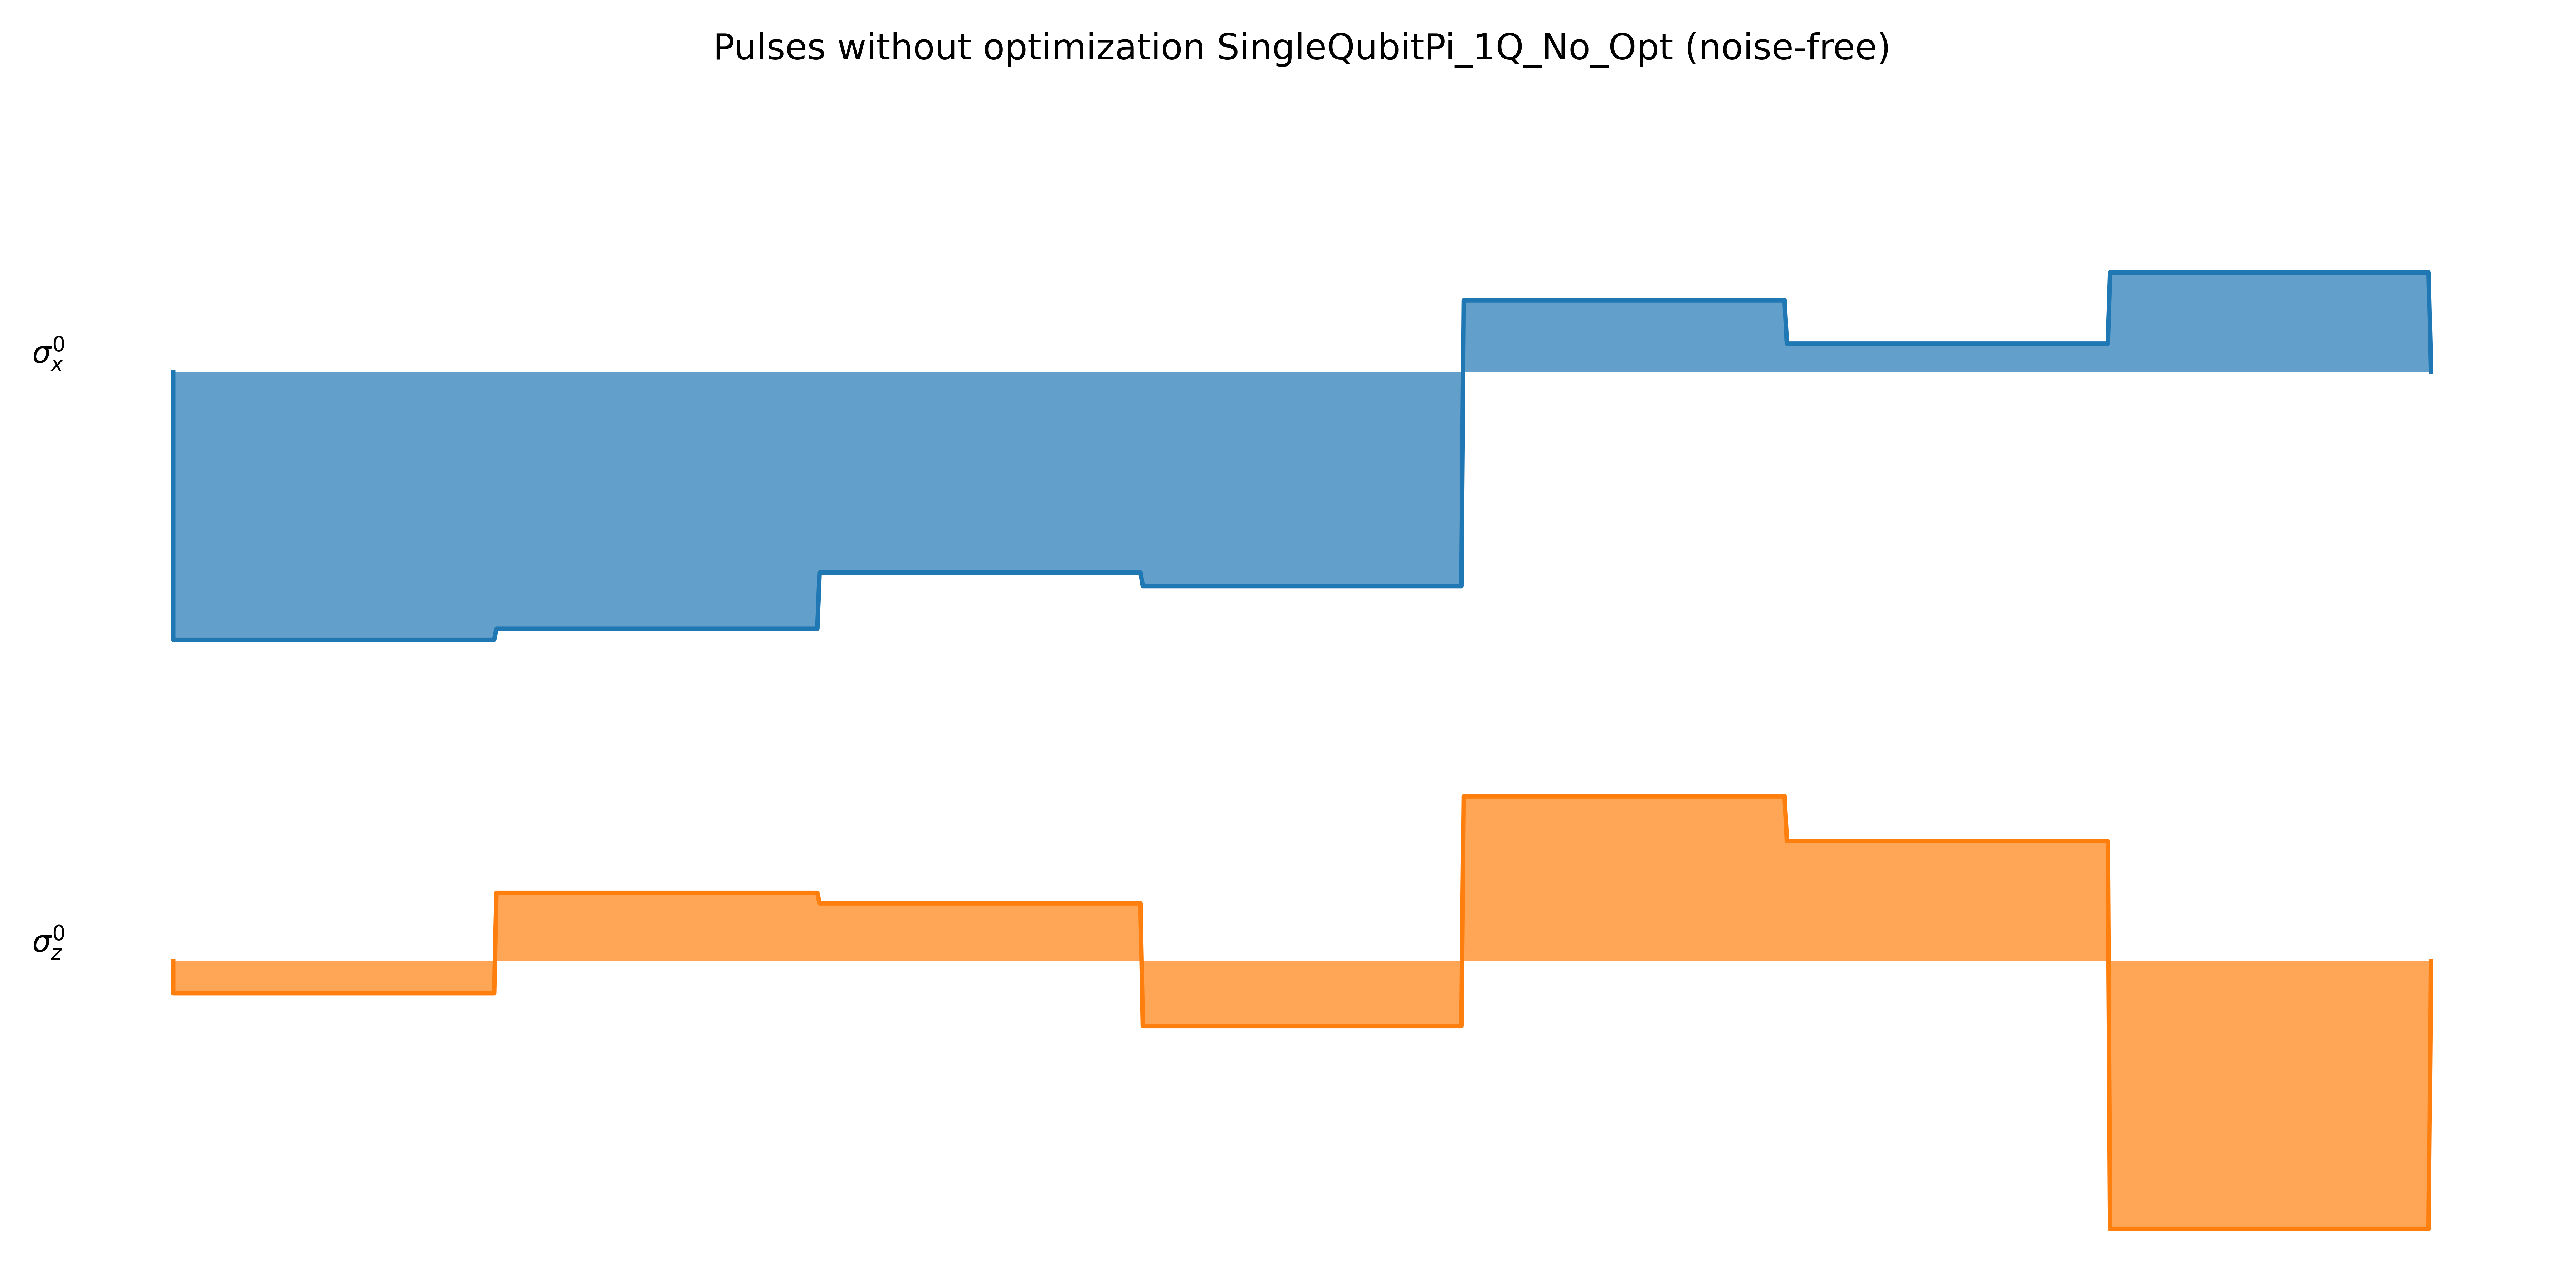 Pulses without optimization SingleQubitPi_1Q_No_Opt (noise-free)
σ_x^0
σ_z^0